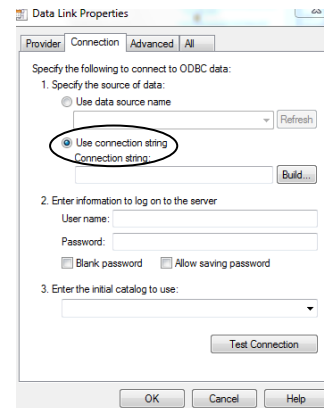 Data Link Properties
Provider Connection Advanced All
Specify the following to connect to ODBC data:
1. Specify the source of data:
Use data source name
Refresh
Use connection string
Connection string:
Build...
2. Enter information to log on to the server
User name:
Password:
Blank password Allow saving password
3. Enter the initial catalog to use:
Test Connection
OK Cancel Help